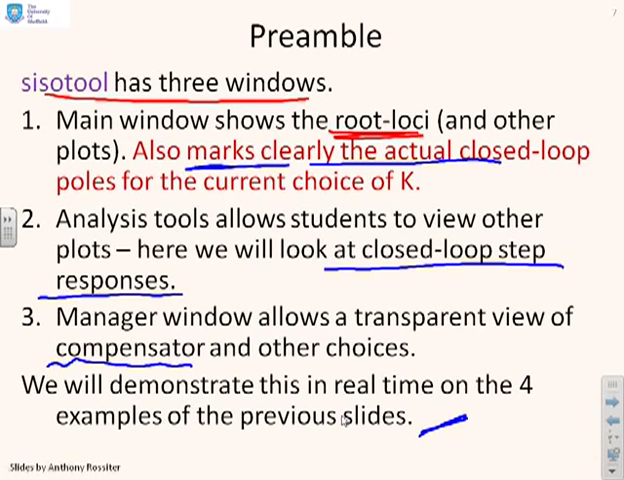 The
University
Of
Sheffield.
7
Preamble
sisotool has three windows.
1. Main window shows the root-loci (and other
plots). Also marks clearly the actual closed-loop
poles for the current choice of K.
2. Analysis tools allows students to view other
plots – here we will look at closed-loop step
responses.
3. Manager window allows a transparent view of
compensator and other choices.
We will demonstrate this in real time on the 4
examples of the previous slides.
Slides by Anthony Rossiter